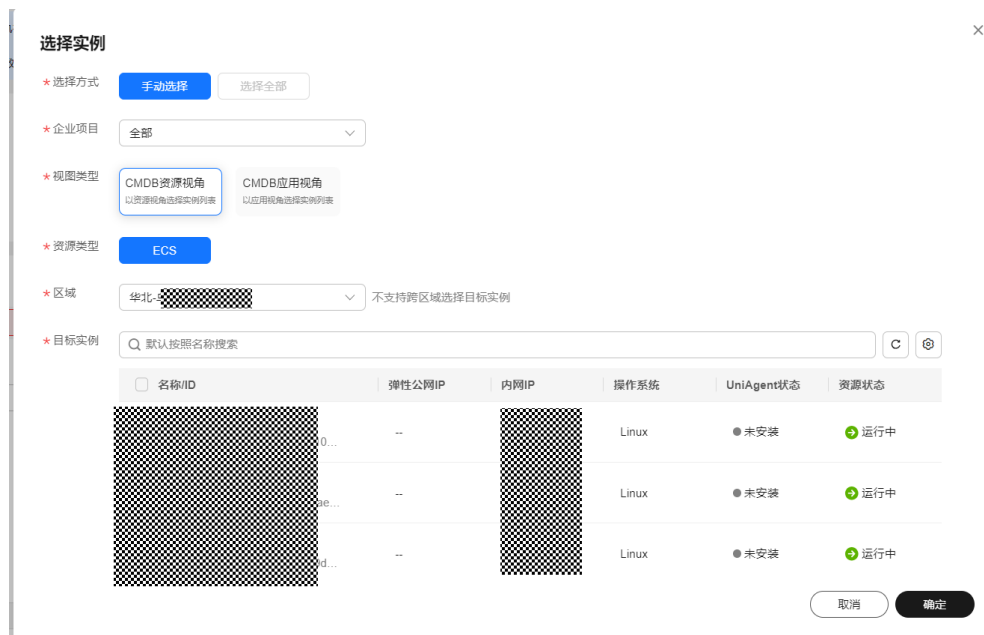 选择实例
*选择方式 手动选择 选择全部
*企业项目 全部
*视图类型 CMDB资源视角 CMDB应用视角
以资源视角选择实例列表 以应用视角选择实例列表
*资源类型 ECS
*区域 华北- 不支持跨区域选择目标实例
*目标实例 默认按照名称搜索
名称/ID 弹性公网IP 内网IP 操作系统 UniAgent状态 资源状态
-- Linux 未安装 运行中
-- Linux 未安装 运行中
-- Linux 未安装 运行中
取消 确定